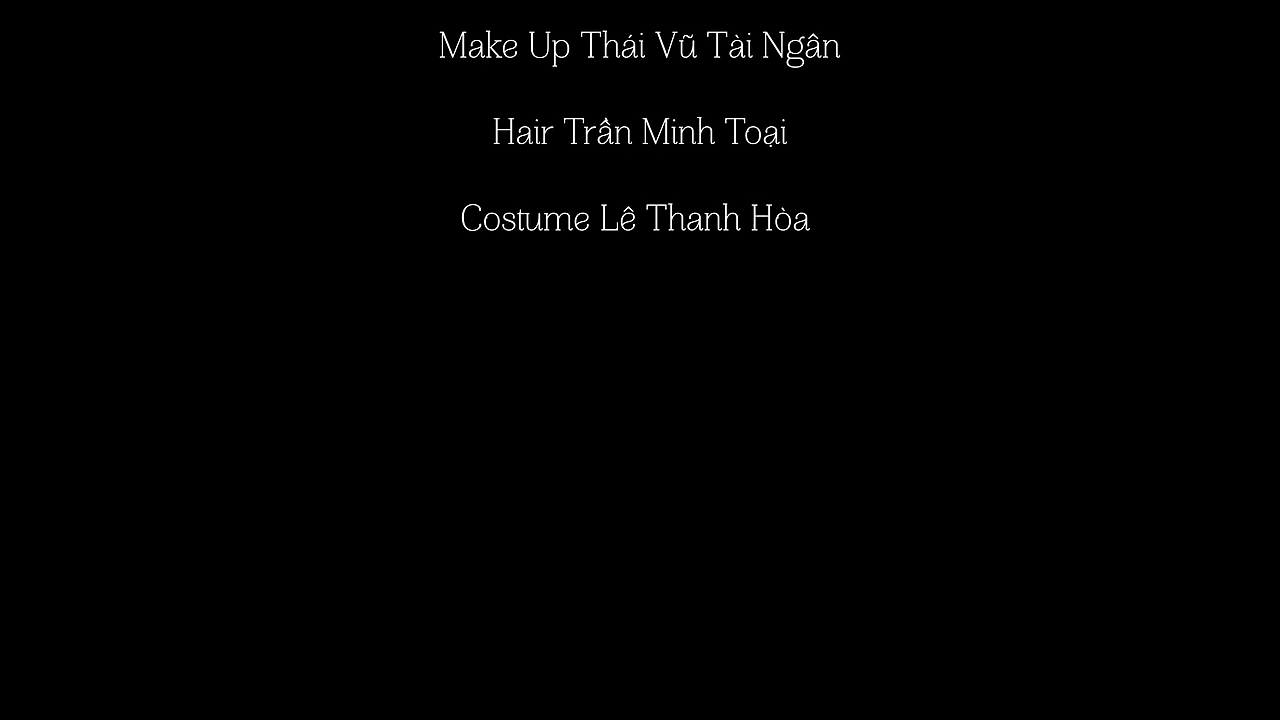 Make Up Thái Vũ Tài Ngân
Hair Trần Minh Toại
Costume Lê Thanh Hòa